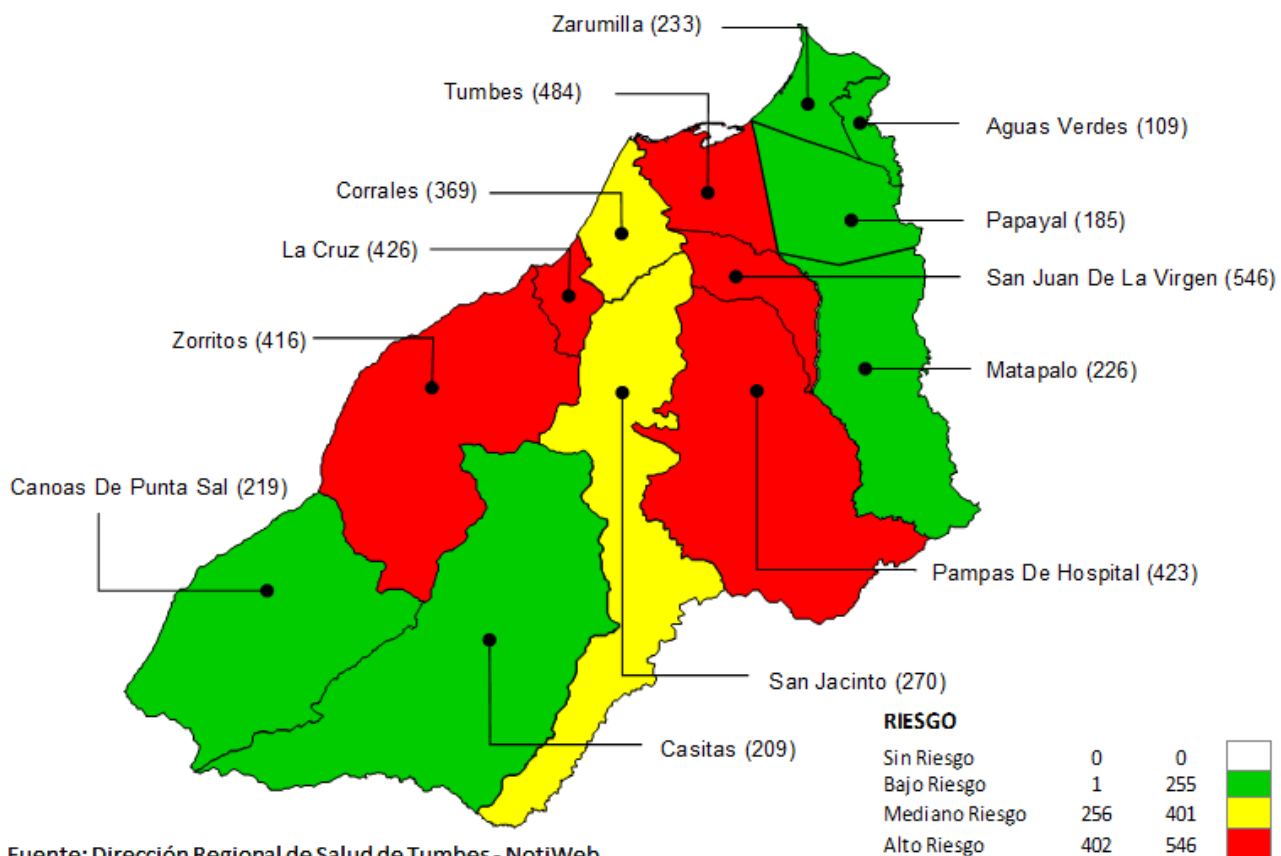 Zarumilla (233)
Tumbes (484)
Aguas Verdes (109)
Corrales (369)
Papayal (185)
La Cruz (426)
San Juan De La Virgen (546)
Zorritos (416)
Matapalo (226)
Canoas De Punta Sal (219)
Pampas De Hospital (423)
San Jacinto (270)
Casitas (209)
RIESGO
Sin Riesgo 0 0
Bajo Riesgo 1 255
Mediano Riesgo 256 401
Alto Riesgo 402 546
Fuente: Dirección Regional de Salud de Tumbes - NotiWeb